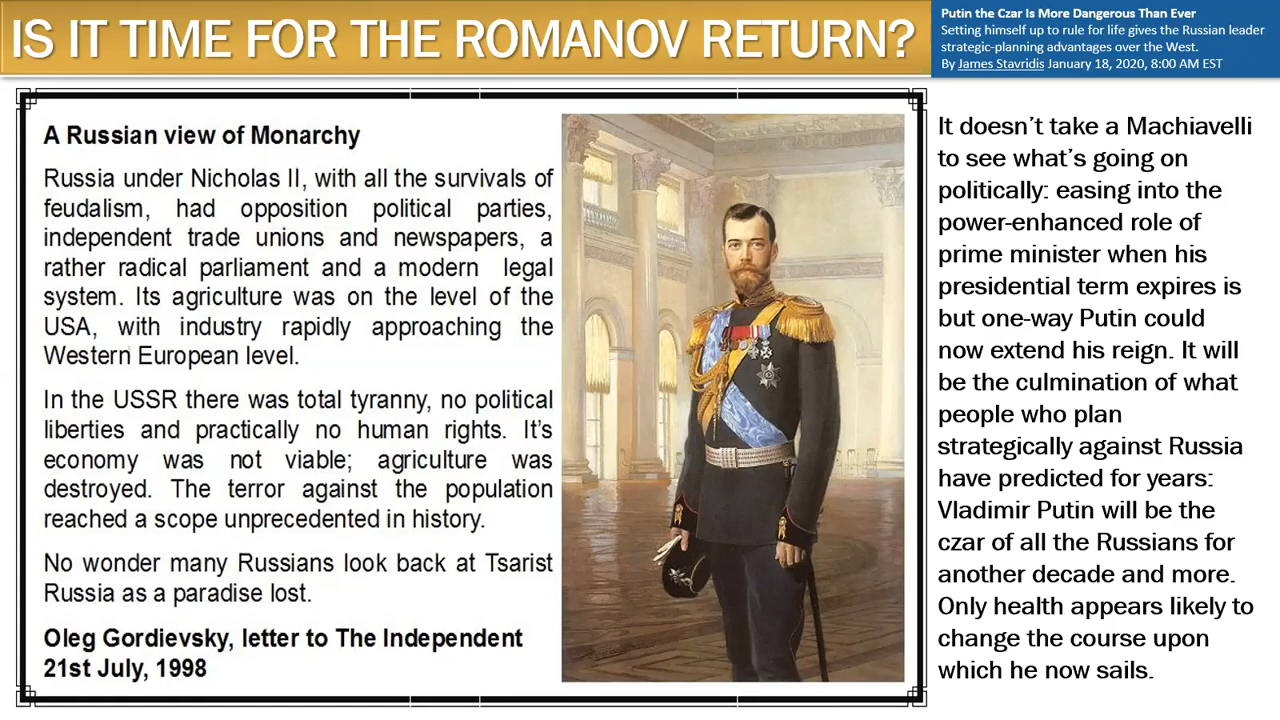 IS IT TIME FOR THE ROMANOV RETURN?
Putin the Czar Is More Dangerous Than Ever
Setting himself up to rule for life gives the Russian leader
strategic-planning advantages over the West.
By James Stavridis January 18, 2020, 8:00 AM EST
A Russian view of Monarchy
Russia under Nicholas II, with all the survivals of
feudalism, had opposition political parties,
independent trade unions and newspapers, a
rather radical parliament and a modern legal
system. Its agriculture was on the level of the
USA, with industry rapidly approaching the
Western European level.
In the USSR there was total tyranny, no political
liberties and practically no human rights. It's
economy was not viable; agriculture was
destroyed. The terror against the population
reached a scope unprecedented in history.
No wonder many Russians look back at Tsarist
Russia as a paradise lost.
Oleg Gordievsky, letter to The Independent
21st July, 1998
It doesn't take a Machiavelli
to see what's going on
politically: easing into the
power-enhanced role of
prime minister when his
presidential term expires is
but one-way Putin could
now extend his reign. It will
be the culmination of what
people who plan
strategically against Russia
have predicted for years:
Vladimir Putin will be the
czar of all the Russians for
another decade and more.
Only health appears likely to
change the course upon
which he now sails.